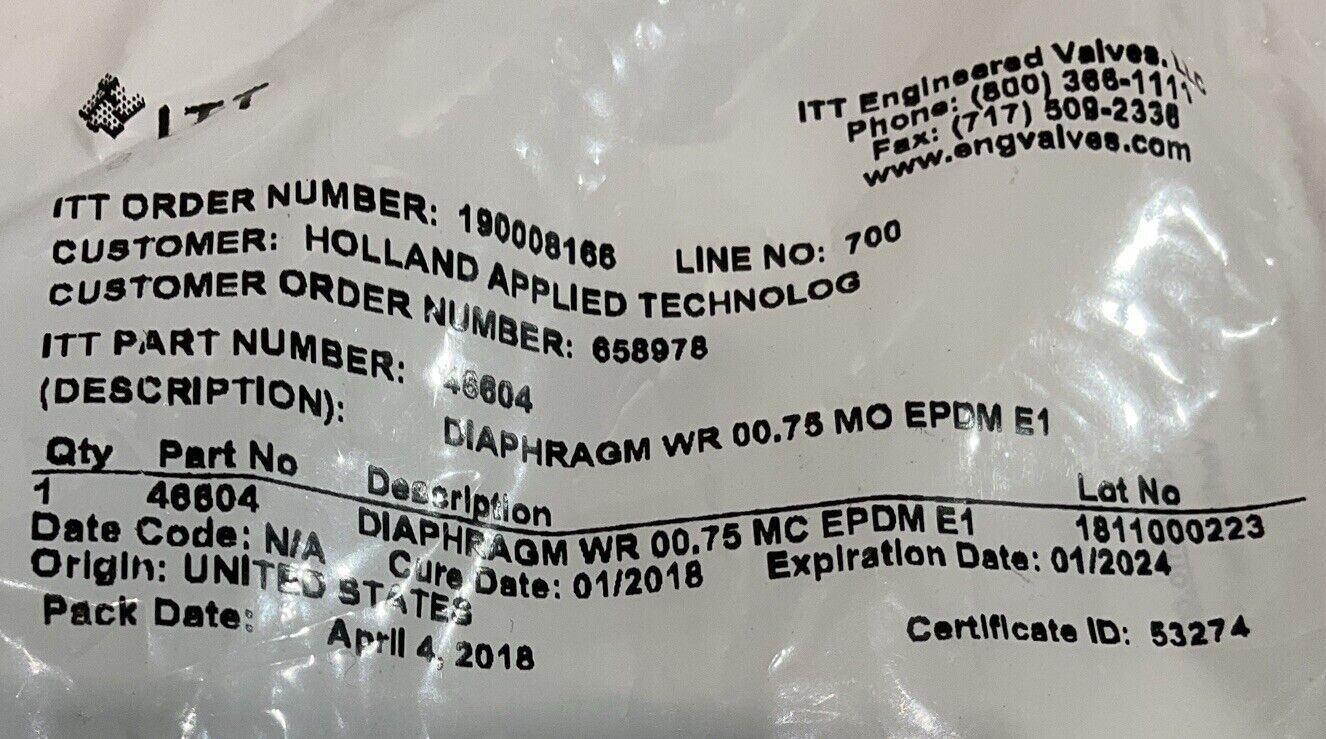 ITT
ITT Engineered Valves, LLC
Phone: (800) 366-1111
Fax: (717) 509-2336
www.engvalves.com
ITT ORDER NUMBER: 190008166 LINE NO: 700
CUSTOMER: HOLLAND APPLIED TECHNOLOG
CUSTOMER ORDER NUMBER: 658978
ITT PART NUMBER: 46604
(DESCRIPTION): DIAPHRAGM WR 00.75 MO EPDM E1
Qty Part No Description Lot No
1 46604 DIAPHRAGM WR 00.75 MC EPDM E1 1811000223
Date Code: N/A Cure Date: 01/2018 Expiration Date: 01/2024
Origin: UNITED STATES
Pack Date: April 4, 2018 Certificate ID: 53274